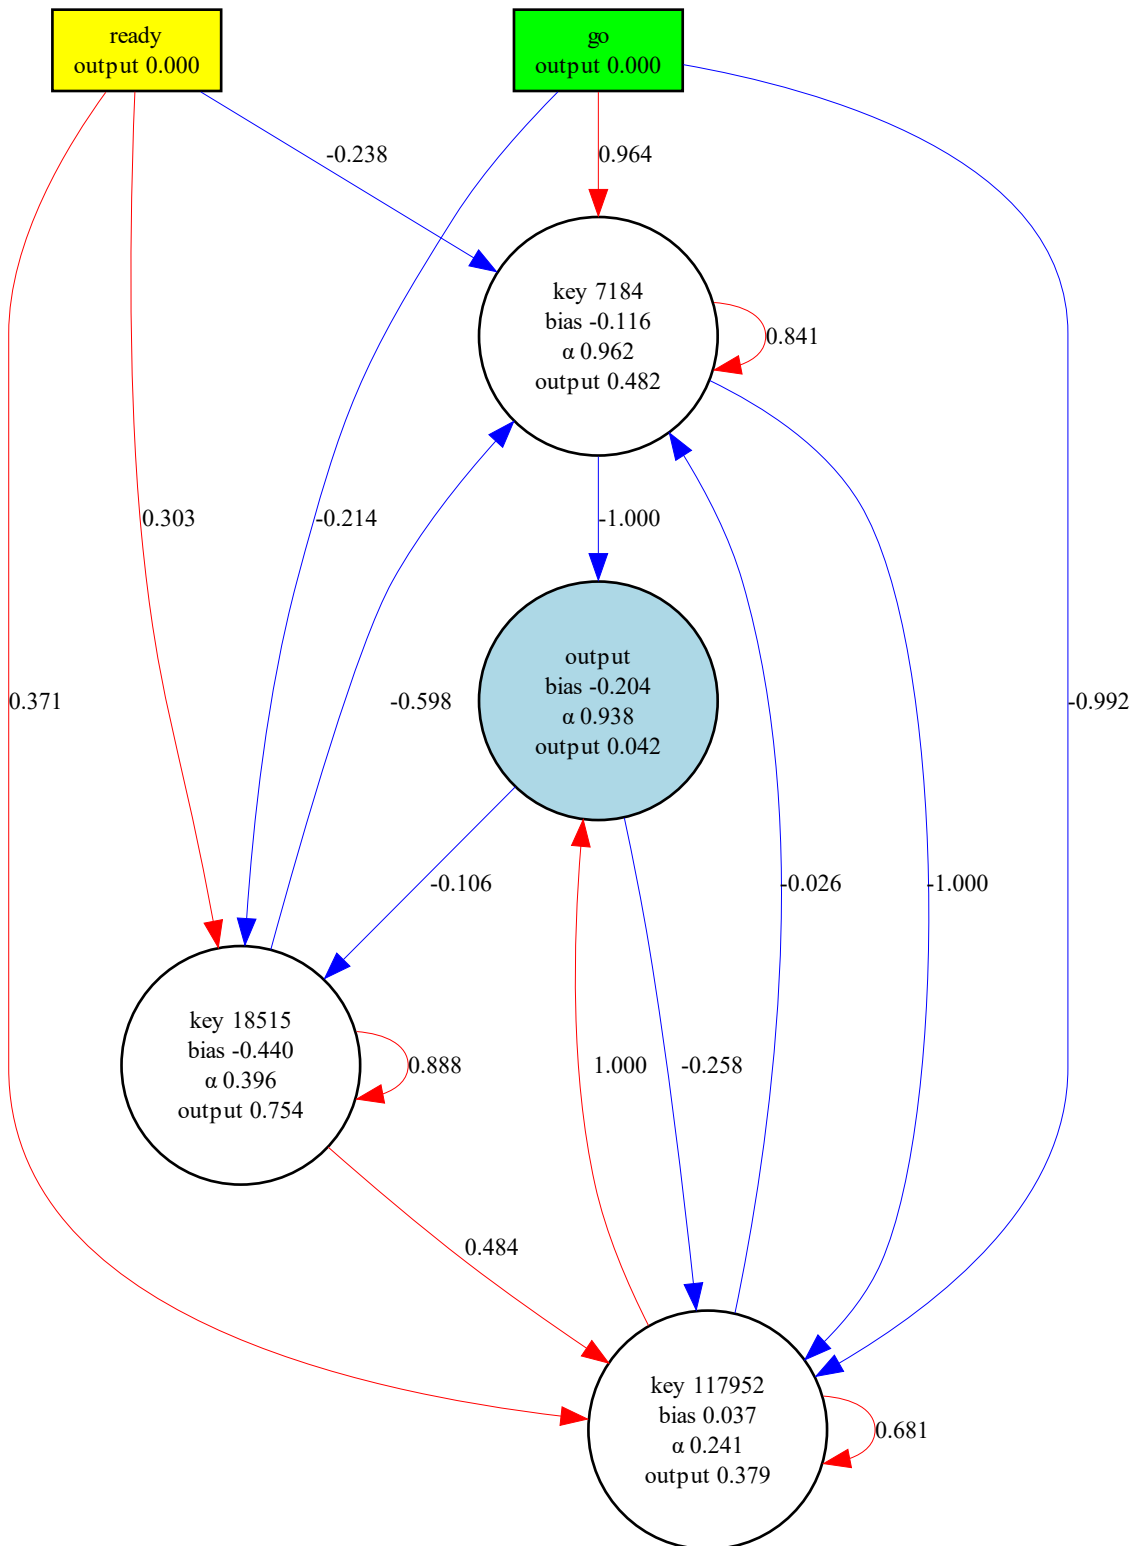 ready
output 0.000
go
output 0.000
-0.238
0.964
key 7184
bias -0.116
α 0.962
output 0.482
0.841
0.303
-0.214
-1.000
output
bias -0.204
α 0.938
output 0.042
0.371
-0.598
-0.992
-0.106
-0.026
-1.000
key 18515
bias -0.440
α 0.396
output 0.754
0.888
1.000
-0.258
0.484
key 117952
bias 0.037
α 0.241
output 0.379
0.681